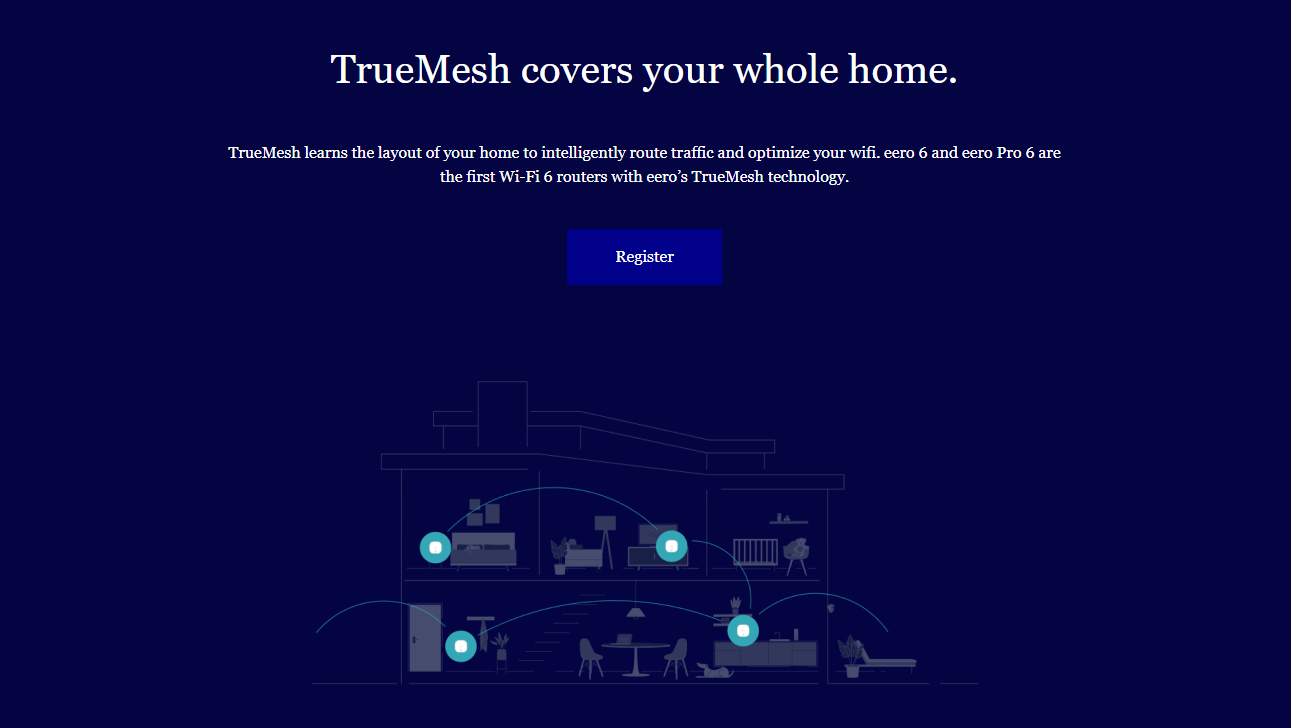 TrueMesh covers your whole home.
TrueMesh learns the layout of your home to intelligently route traffic and optimize your wifi. eero 6 and eero Pro 6 are
the first Wi-Fi 6 routers with eero’s TrueMesh technology.
Register